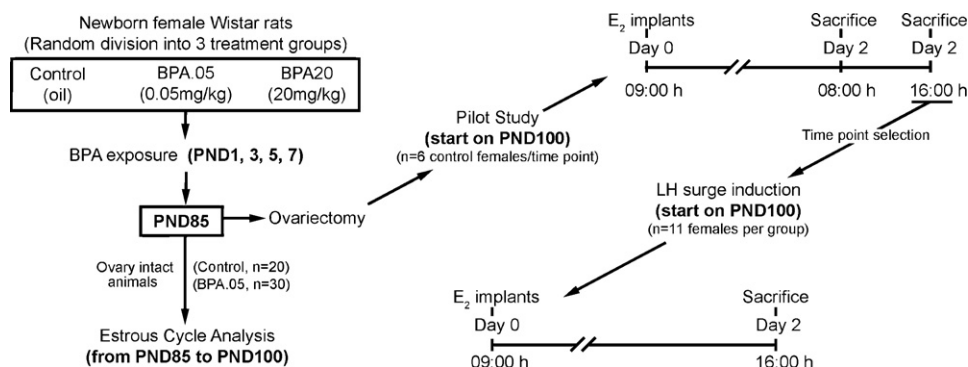 Newborn female Wistar rats
(Random division into 3 treatment groups)
Control
(oil)
BPA.05
(0.05mg/kg)
BPA20
(20mg/kg)
BPA exposure (PND1, 3, 5, 7)
PND85
Ovariectomy
Ovary intact
animals
(Control, n=20)
(BPA.05, n=30)
Estrous Cycle Analysis
(from PND85 to PND100)
Pilot Study
(start on PND100)
(n=6 control females/time point)
E₂ implants
Day 0
09:00 h
Sacrifice
Day 2
08:00 h
Sacrifice
Day 2
16:00 h
Time point selection
LH surge induction
(start on PND100)
(n=11 females per group)
E₂ implants
Day 0
09:00 h
Sacrifice
Day 2
16:00 h